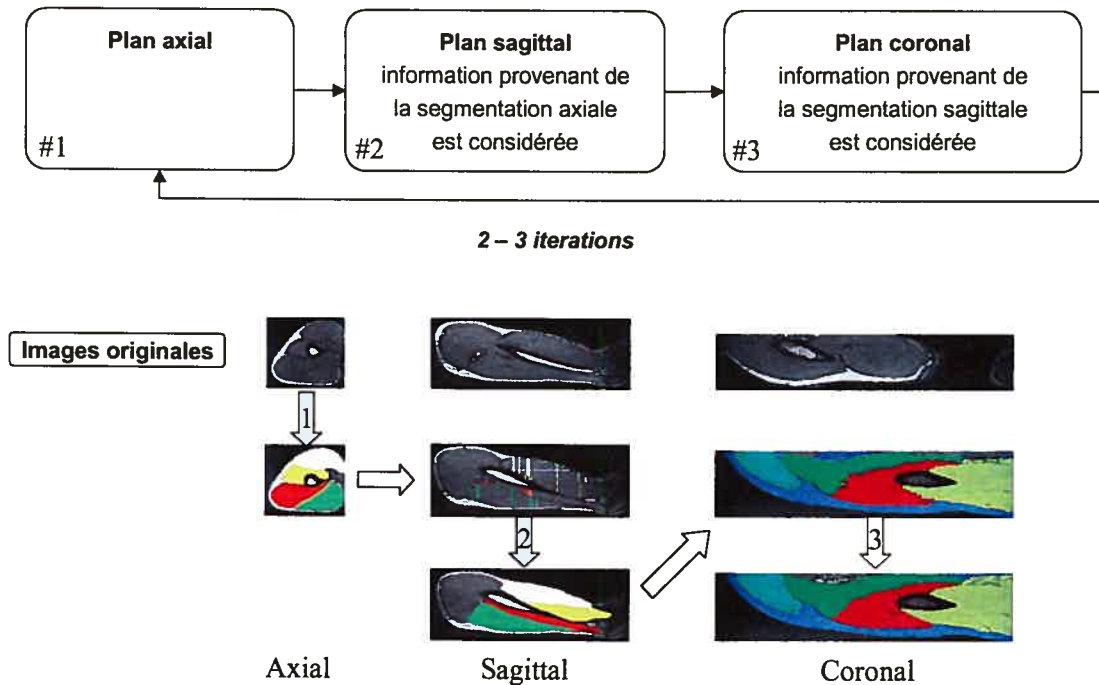 Plan axial
#1
Plan sagittal
information provenant de
la segmentation axiale
est considérée
#2
Plan coronal
information provenant de
la segmentation sagittale
est considérée
#3
2 – 3 iterations
Images originales
1
2
3
Axial
Sagittal
Coronal